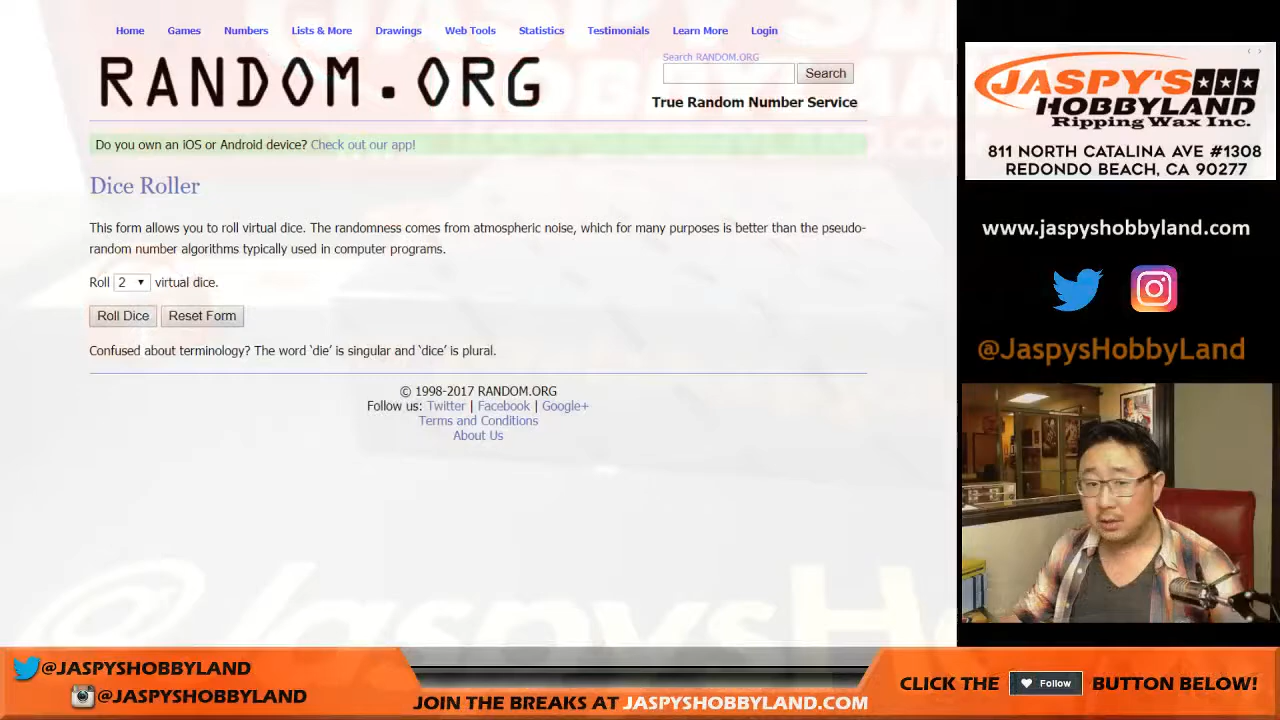 Home Games Numbers Lists & More Drawings Web Tools Statistics Testimonials Learn More Login
RANDOM.ORG
Search RANDOM.ORG
Search
True Random Number Service
Do you own an iOS or Android device? Check out our app!
Dice Roller
This form allows you to roll virtual dice. The randomness comes from atmospheric noise, which for many purposes is better than the pseudo-
random number algorithms typically used in computer programs.
Roll 2 virtual dice.
Roll Dice Reset Form
Confused about terminology? The word ‘die’ is singular and ‘dice’ is plural.
© 1998-2017 RANDOM.ORG
Follow us: Twitter | Facebook | Google+
Terms and Conditions
About Us
JASPY'S
HOBBYLAND
Ripping Wax Inc.
811 NORTH CATALINA AVE #1308
REDONDO BEACH, CA 90277
www.jaspyshobbyland.com
@JaspysHobbyLand
@JASPYSHOBBYLAND
@JASPYSHOBBYLAND
JOIN THE BREAKS AT JASPYSHOBBYLAND.COM
CLICK THE Follow BUTTON BELOW!